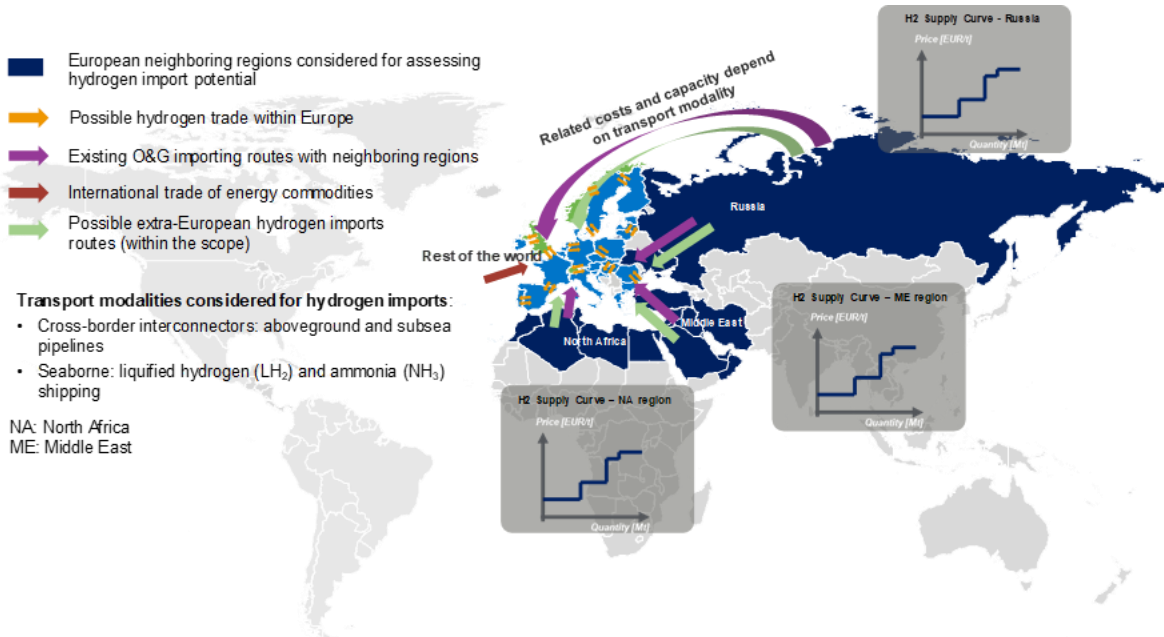 European neighboring regions considered for assessing
hydrogen import potential
Possible hydrogen trade within Europe
Existing O&G importing routes with neighboring regions
International trade of energy commodities
Possible extra-European hydrogen imports
routes (within the scope)
Transport modalities considered for hydrogen imports:
• Cross-border interconnectors: aboveground and subsea
pipelines
• Seaborne: liquified hydrogen (LH₂) and ammonia (NH₃)
shipping
NA: North Africa
ME: Middle East
Related costs and capacity depend
on transport modality
Rest of the world
Russia
Middle East
North Africa
H2 Supply Curve - Russia
Price [EUR/t]
Quantity [Mt]
H2 Supply Curve – ME region
Price [EUR/t]
Quantity [Mt]
H2 Supply Curve – NA region
Price [EUR/t]
Quantity [Mt]